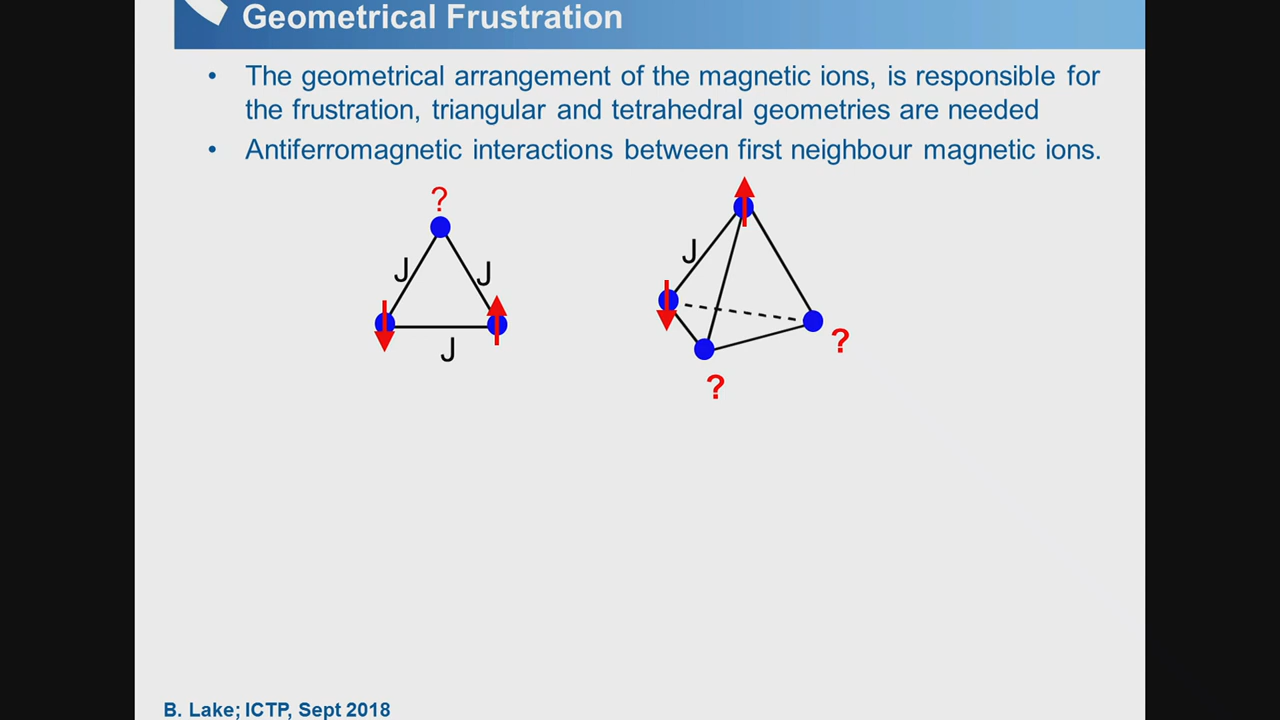 Geometrical Frustration
• The geometrical arrangement of the magnetic ions, is responsible for
the frustration, triangular and tetrahedral geometries are needed
• Antiferromagnetic interactions between first neighbour magnetic ions.
?
J
J
J
J
?
?
B. Lake; ICTP, Sept 2018